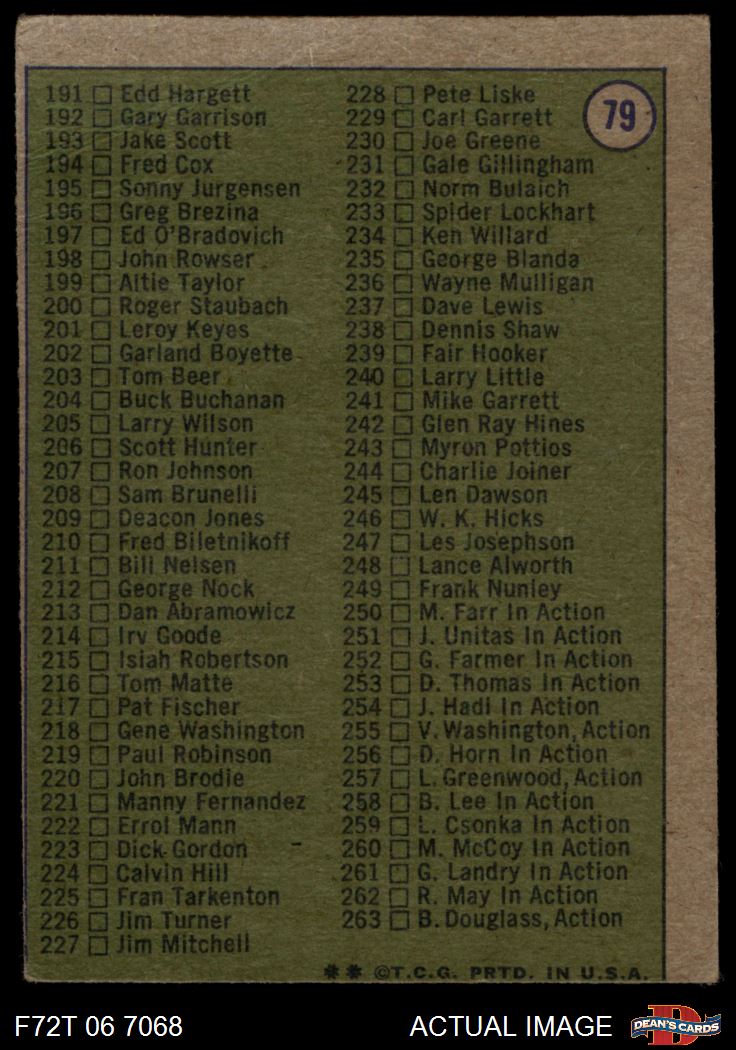 79
191 Edd Hargett
192 Gary Garrison
193 Jake Scott
194 Fred Cox
195 Sonny Jurgensen
196 Greg Brezina
197 Ed O'Bradovich
198 John Rowser
199 Altie Taylor
200 Roger Staubach
201 Leroy Keyes
202 Garland Boyette
203 Tom Beer
204 Buck Buchanan
205 Larry Wilson
206 Scott Hunter
207 Ron Johnson
208 Sam Brunelli
209 Deacon Jones
210 Fred Biletnikoff
211 Bill Nelsen
212 George Nock
213 Dan Abramowicz
214 Irv Goode
215 Isiah Robertson
216 Tom Matte
217 Pat Fischer
218 Gene Washington
219 Paul Robinson
220 John Brodie
221 Manny Fernandez
222 Errol Mann
223 Dick Gordon
224 Calvin Hill
225 Fran Tarkenton
226 Jim Turner
227 Jim Mitchell
228 Pete Liske
229 Carl Garrett
230 Joe Greene
231 Gale Gillingham
232 Norm Bulaich
233 Spider Lockhart
234 Ken Willard
235 George Blanda
236 Wayne Mulligan
237 Dave Lewis
238 Dennis Shaw
239 Fair Hooker
240 Larry Little
241 Mike Garrett
242 Glen Ray Hines
243 Myron Pottios
244 Charlie Joiner
245 Len Dawson
246 W. K. Hicks
247 Les Josephson
248 Lance Alworth
249 Frank Nunley
250 M. Farr In Action
251 J. Unitas In Action
252 G. Farmer In Action
253 D. Thomas In Action
254 J. Hadl In Action
255 V. Washington, Action
256 D. Horn In Action
257 L. Greenwood, Action
258 B. Lee In Action
259 L. Csonka In Action
260 M. McCoy In Action
261 G. Landry In Action
262 R. May In Action
263 B. Douglass, Action
** ©T.C.G. PRTD. IN U.S.A.
F72T 06 7068
ACTUAL IMAGE
D
DEAN'S CARDS